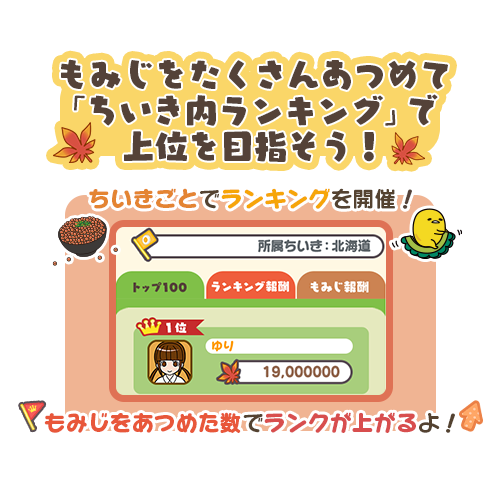 もみじをたくさんあつめて
「ちいき内ランキング」で
上位を目指そう！
ちいきごとでランキングを開催！
所属ちいき：北海道
トップ100
ランキング報酬
もみじ報酬
1位
ゆり
19,000000
もみじをあつめた数でランクが上がるよ！